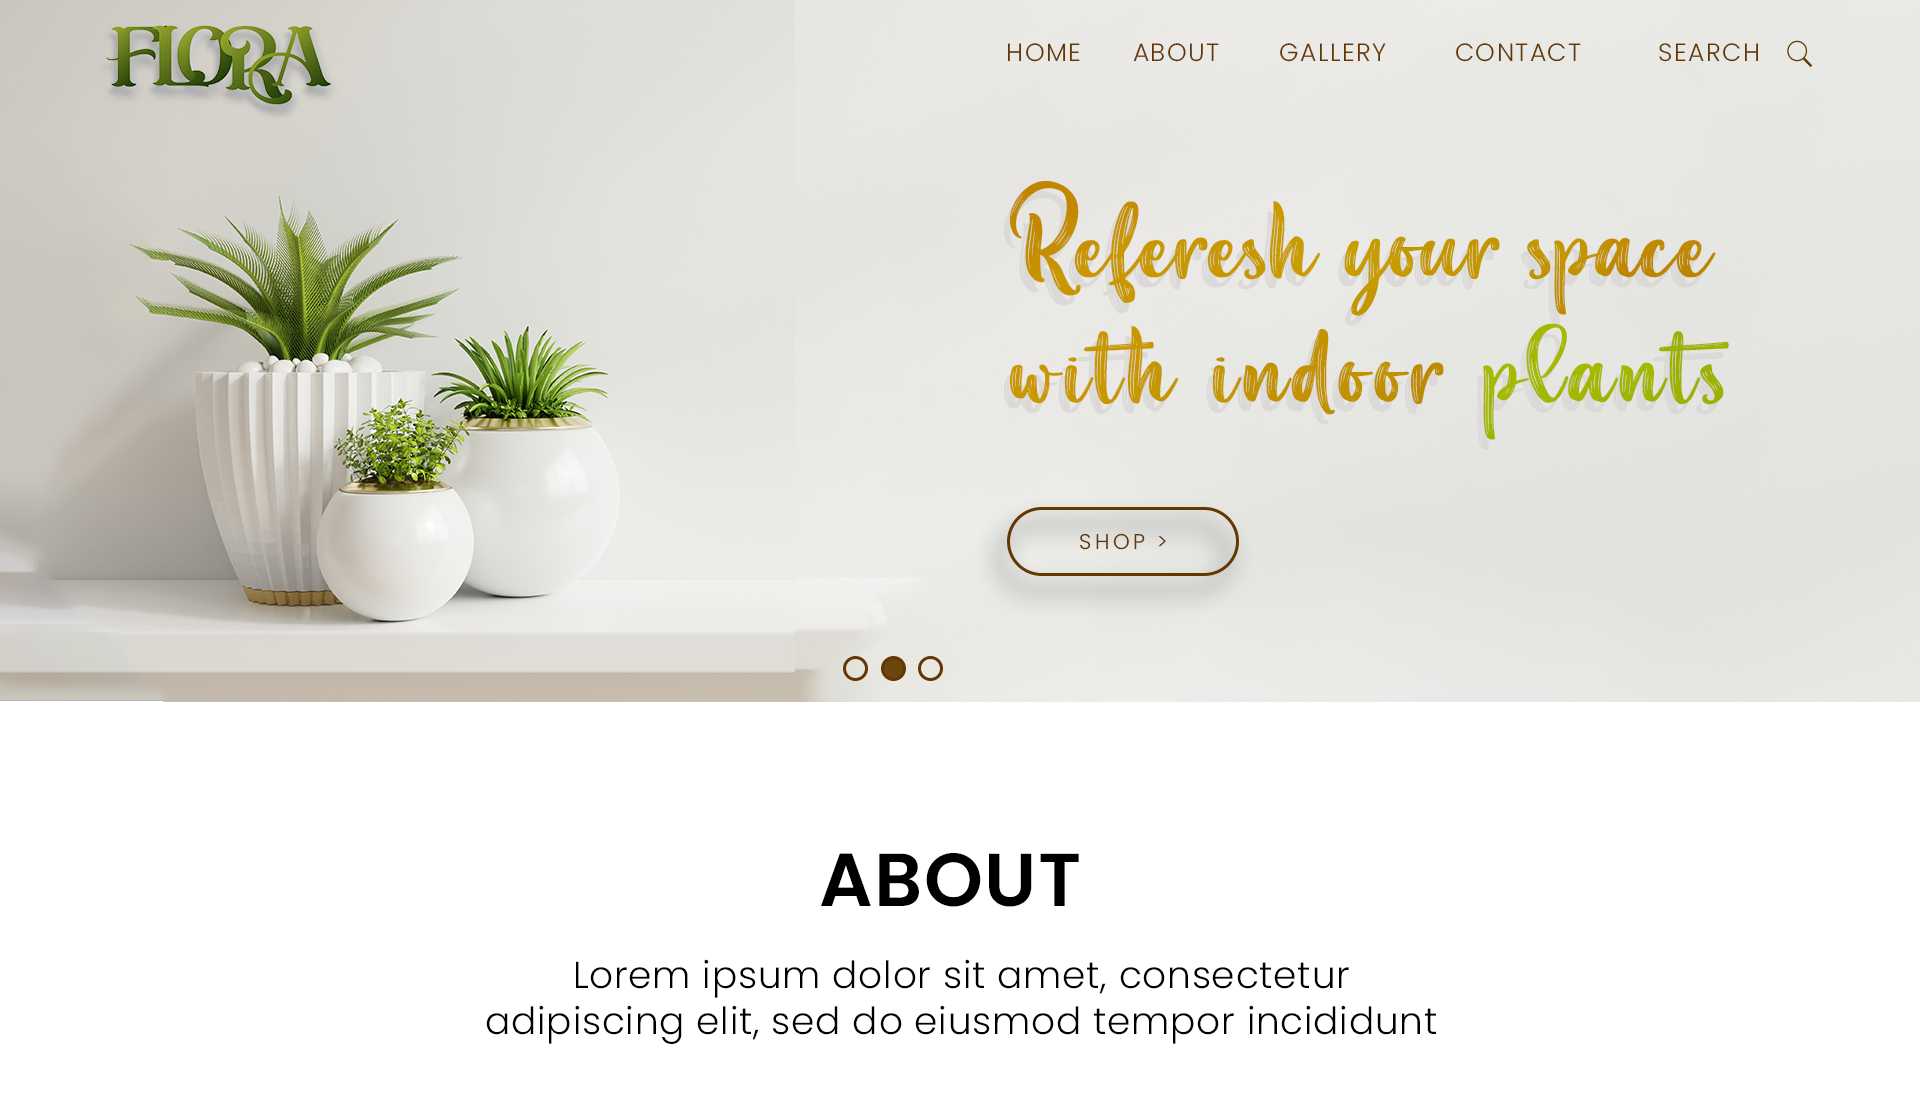 FLORA
HOME ABOUT GALLERY CONTACT SEARCH
Referesh your space
with indoor plants
SHOP >
ABOUT
Lorem ipsum dolor sit amet, consectetur
adipiscing elit, sed do eiusmod tempor incididunt